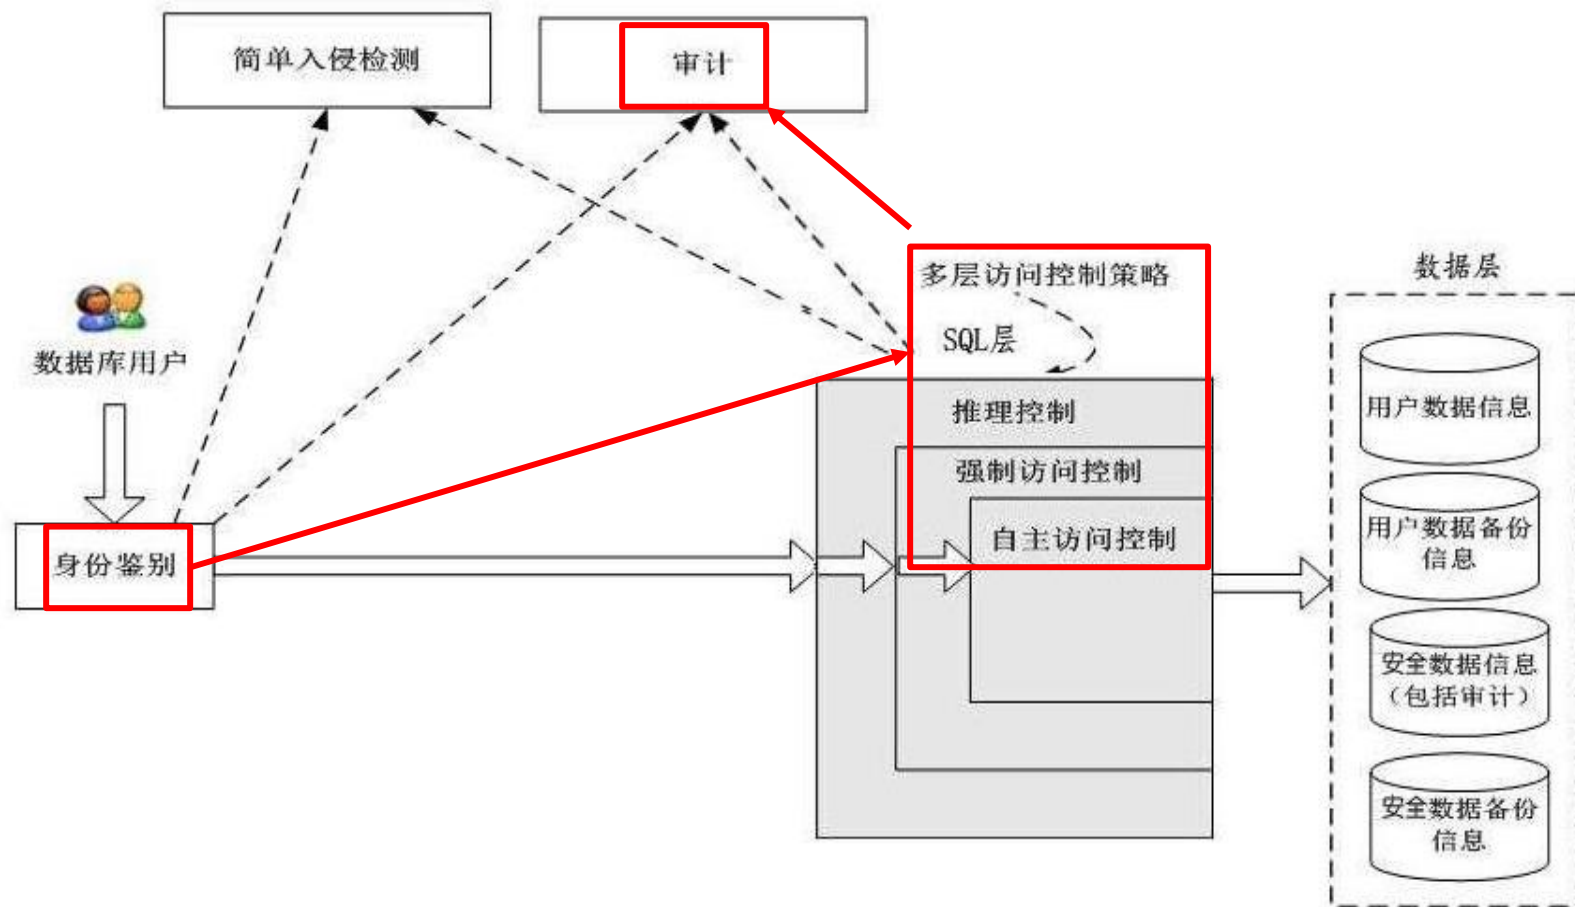 简单入侵检测
审计
多层访问控制策略
SQL层
数据库用户
身份鉴别
推理控制
强制访问控制
自主访问控制
数据层
用户数据信息
用户数据备份
信息
安全数据信息
（包括审计）
安全数据备份
信息